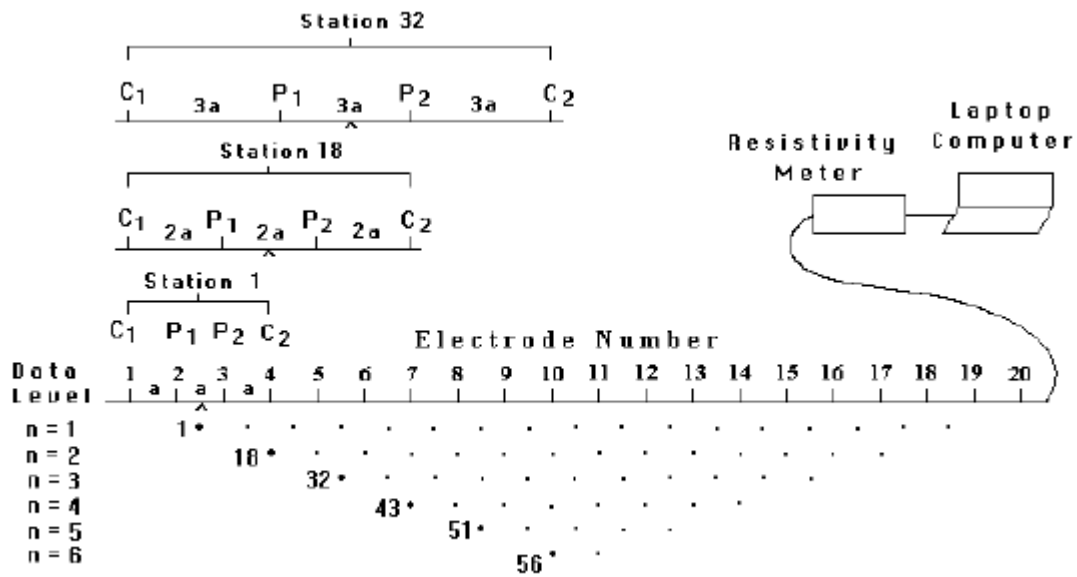 Station 32
C1 3a P1 3a P2 3a C2
Laptop
Computer
Resistivity
Meter
Station 18
C1 2a P1 2a P2 2a C2
Station 1
C1 P1 P2 C2
Electrode Number
Data
Level
1 2 3 4 5 6 7 8 9 10 11 12 13 14 15 16 17 18 19 20
a a a
n = 1 1
n = 2 18
n = 3 32
n = 4 43
n = 5 51
n = 6 56